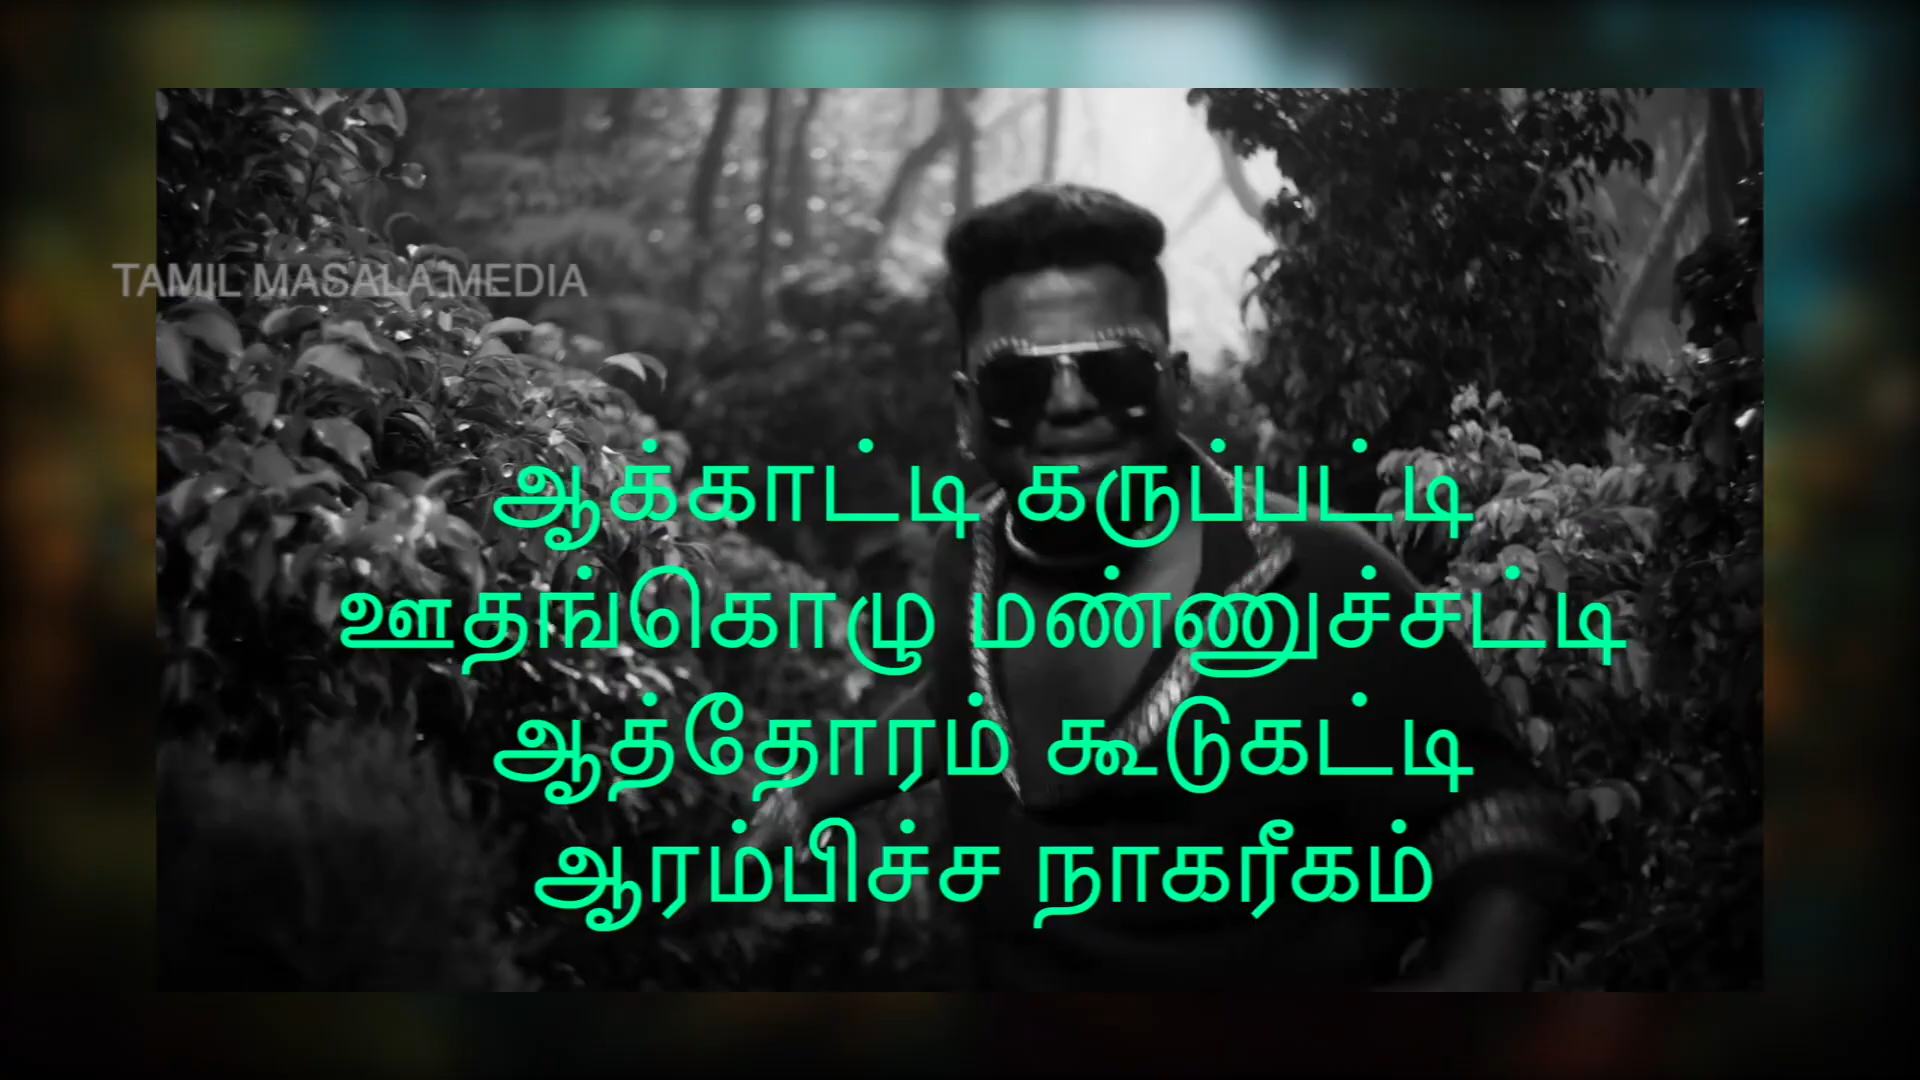 TAMIL MASALA MEDIA
ஆக்காட்டி கருப்பட்டி
ஊதங்கொழு மண்ணுச்சட்டி
ஆத்தோரம் கூடுகட்டி
ஆரம்பிச்ச நாகரீகம்